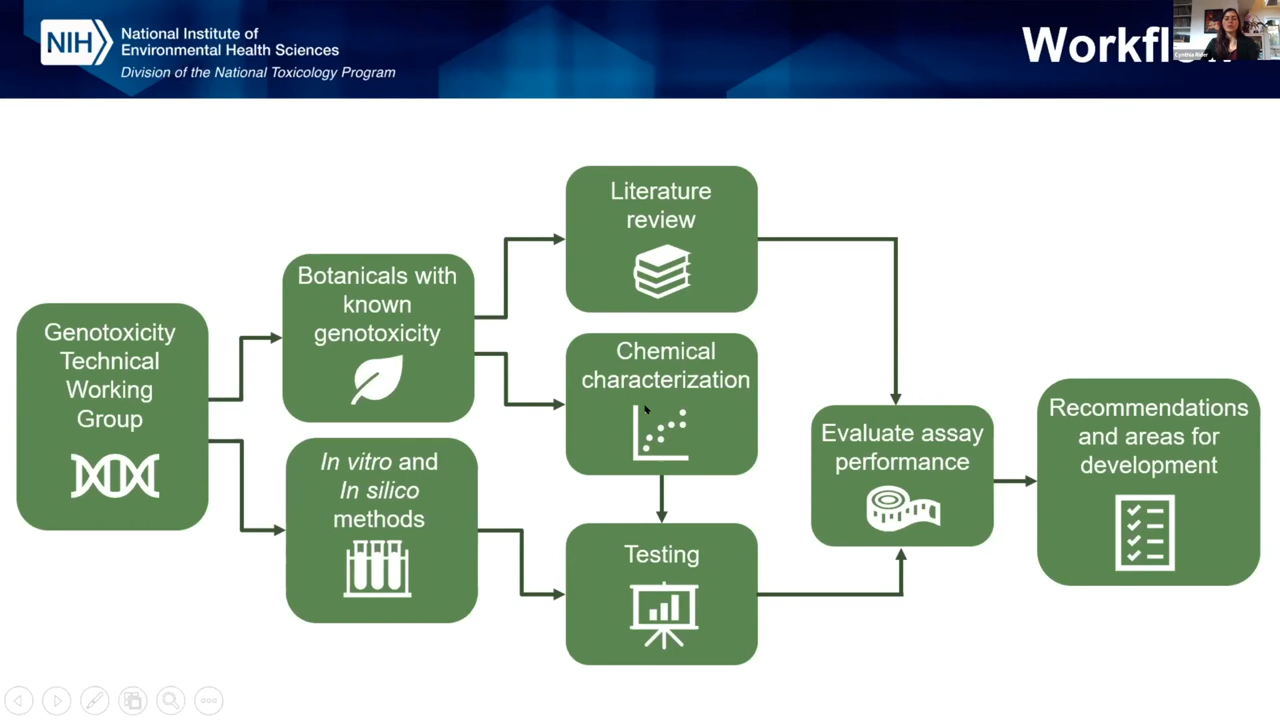 NIH
National Institute of
Environmental Health Sciences
Division of the National Toxicology Program
Cynthia Rider
Literature
review
Botanicals with
known
genotoxicity
Genotoxicity
Technical
Working
Group
Chemical
characterization
In vitro and
In silico
methods
Testing
Evaluate assay
performance
Recommendations
and areas for
development